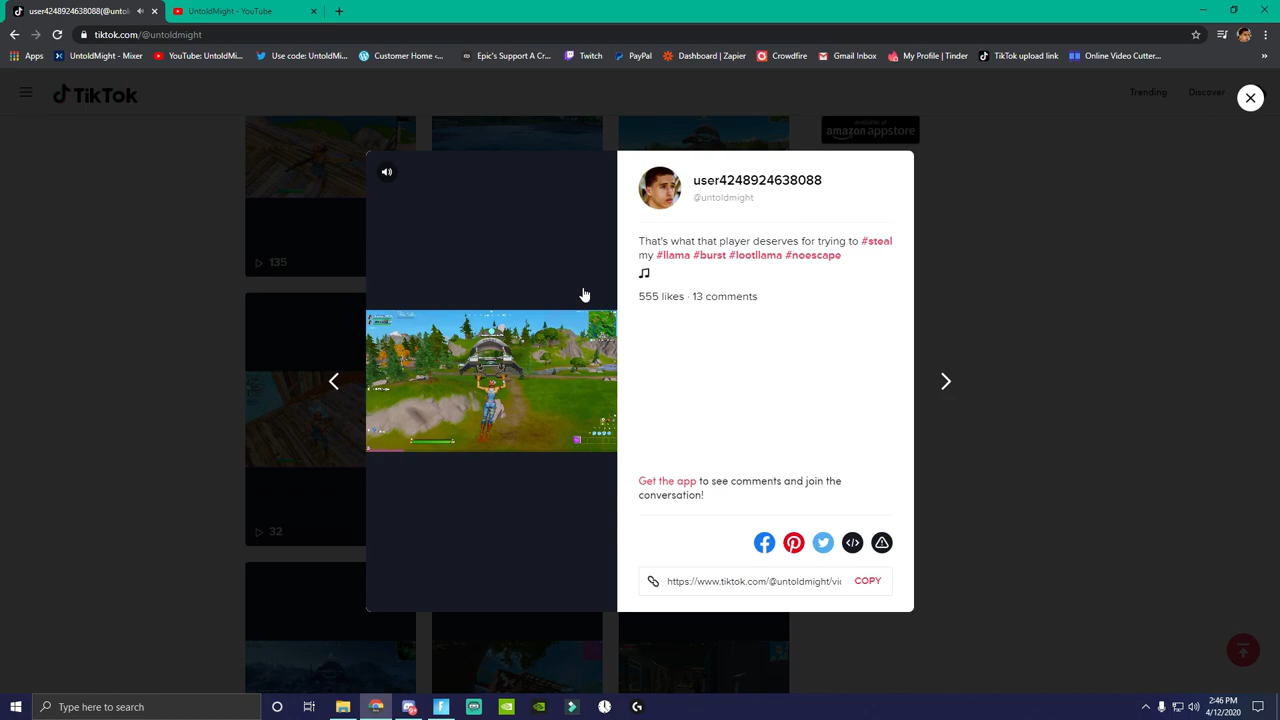 user4248924638088(@untol
UntoldMight - YouTube
tiktok.com/@untoldmight
Apps
UntoldMight - Mixer
YouTube: UntoldMi...
Use code: UntoldMi...
Customer Home <...
Epic's Support A Cr...
Twitch
PayPal
Dashboard | Zapier
Crowdfire
Gmail Inbox
My Profile | Tinder
TikTok upload link
Online Video Cutter...
TikTok
Trending
Discover
available at
amazon appstore
135
32
user4248924638088
@untoldmight
That's what that player deserves for trying to #steal
my #llama #burst #lootllama #noescape
555 likes · 13 comments
Get the app to see comments and join the
conversation!
https://www.tiktok.com/@untoldmight/vic
COPY
Type here to search
2:46 PM
4/12/2020